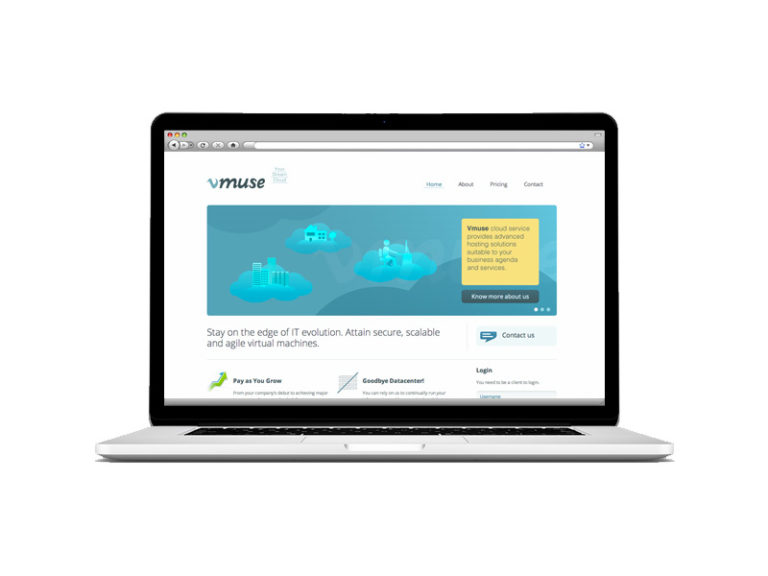 vmuse
Your
Dream
Cloud
Home About Pricing Contact
Vmuse cloud service
provides advanced
hosting solutions
suitable to your
business agenda
and services.
Know more about us
Stay on the edge of IT evolution. Attain secure, scalable
and agile virtual machines.
Contact us
Pay as You Grow
From your company's debut to achieving major
Goodbye Datacenter!
You can rely on us to continually run your
Login
You need to be a client to login.
Username